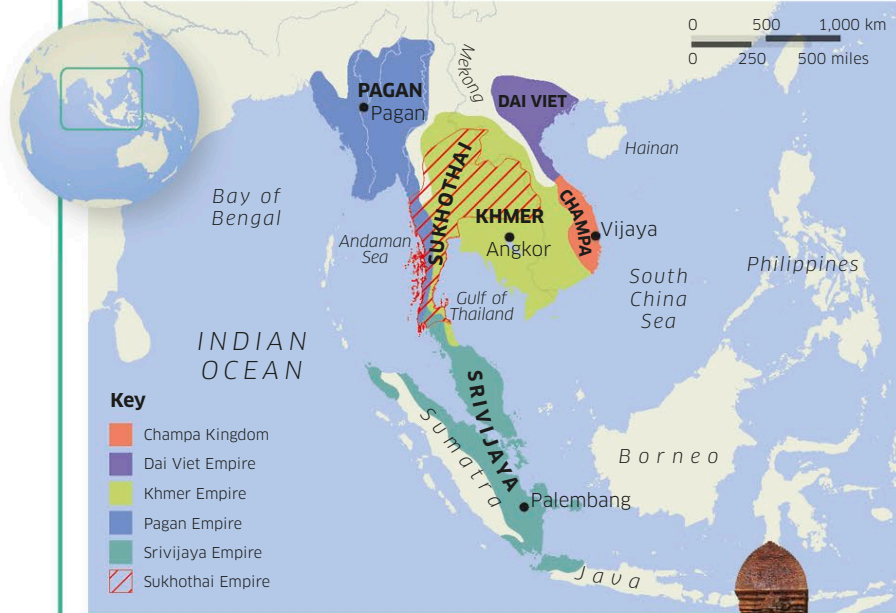 0 500 1,000 km
0 250 500 miles
Mekong
PAGAN
Pagan
DAI VIET
Hainan
Bay of
Bengal
SUKHOTHAI
KHMER
Angkor
CHAMPA
Vijaya
Andaman
Sea
Gulf of
Thailand
South
China
Sea
Philippines
INDIAN
OCEAN
SRIVIJAYA
Sumatra
Borneo
Palembang
Java
Key
Champa Kingdom
Dai Viet Empire
Khmer Empire
Pagan Empire
Srivijaya Empire
Sukhothai Empire